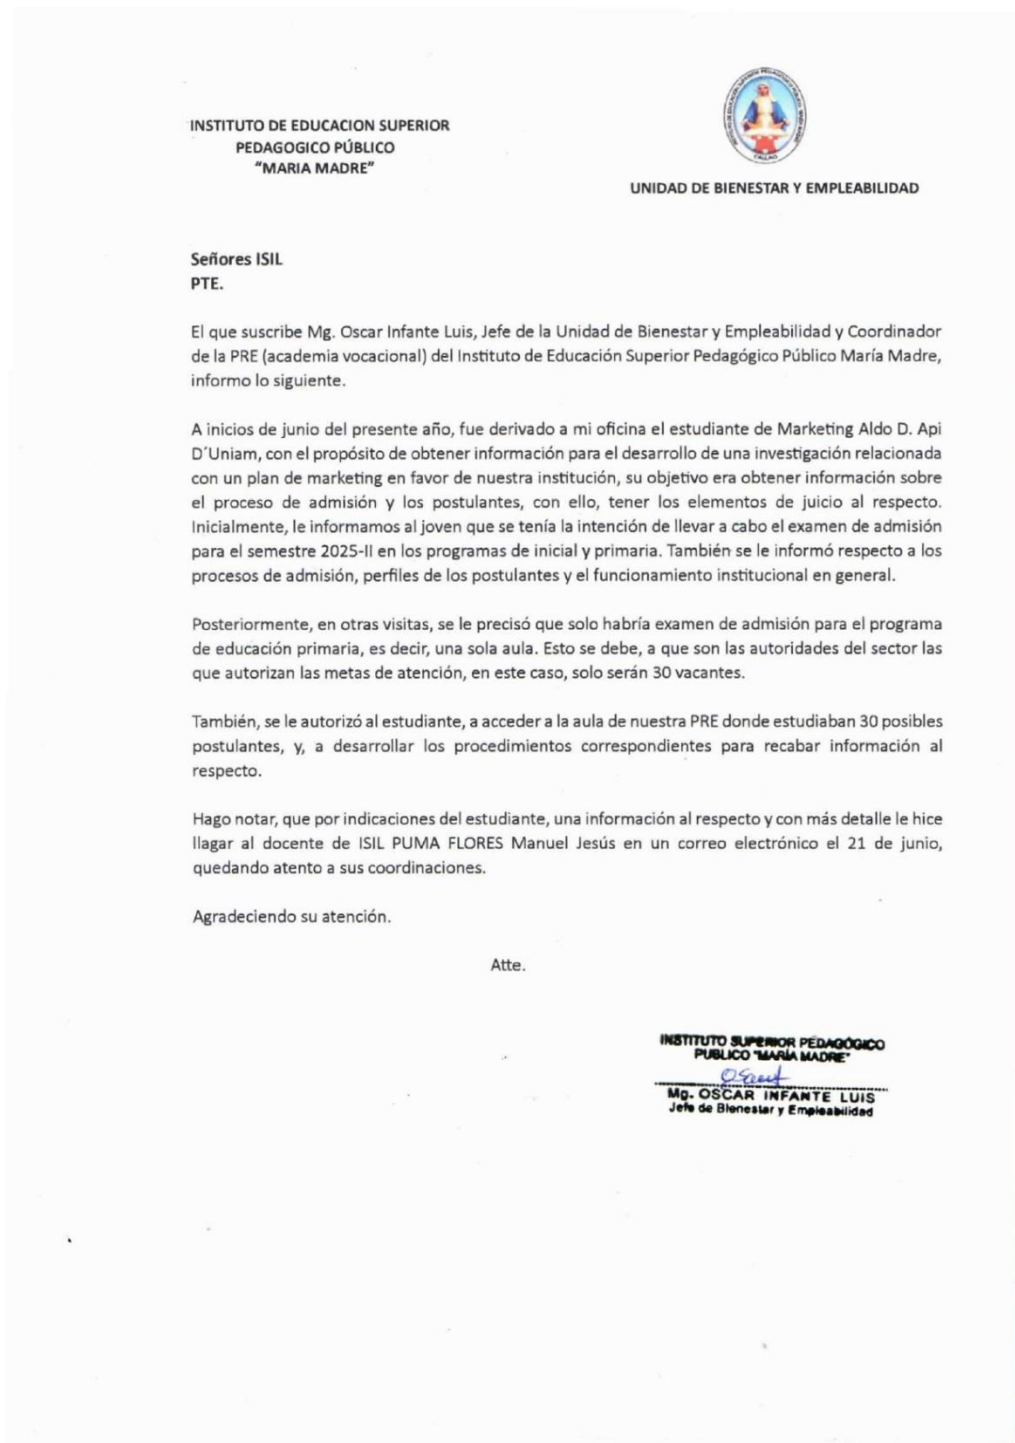 INSTITUTO DE EDUCACION SUPERIOR
PEDAGOGICO PÚBLICO
"MARIA MADRE"
CALLAO
UNIDAD DE BIENESTAR Y EMPLEABILIDAD
Señores ISIL
PTE.
El que suscribe Mg. Oscar Infante Luis, Jefe de la Unidad de Bienestar y Empleabilidad y Coordinador
de la PRE (academia vocacional) del Instituto de Educación Superior Pedagógico Público María Madre,
informo lo siguiente.
A inicios de junio del presente año, fue derivado a mi oficina el estudiante de Marketing Aldo D. Api
D´Uniam, con el propósito de obtener información para el desarrollo de una investigación relacionada
con un plan de marketing en favor de nuestra institución, su objetivo era obtener información sobre
el proceso de admisión y los postulantes, con ello, tener los elementos de juicio al respecto.
Inicialmente, le informamos al joven que se tenía la intención de llevar a cabo el examen de admisión
para el semestre 2025-II en los programas de inicial y primaria. También se le informó respecto a los
procesos de admisión, perfiles de los postulantes y el funcionamiento institucional en general.
Posteriormente, en otras visitas, se le precisó que solo habría examen de admisión para el programa
de educación primaria, es decir, una sola aula. Esto se debe, a que son las autoridades del sector las
que autorizan las metas de atención, en este caso, solo serán 30 vacantes.
También, se le autorizó al estudiante, a acceder a la aula de nuestra PRE donde estudiaban 30 posibles
postulantes, y, a desarrollar los procedimientos correspondientes para recabar información al
respecto.
Hago notar, que por indicaciones del estudiante, una información al respecto y con más detalle le hice
llagar al docente de ISIL PUMA FLORES Manuel Jesús en un correo electrónico el 21 de junio,
quedando atento a sus coordinaciones.
Agradeciendo su atención.
Atte.
INSTITUTO SUPERIOR PEDAGÓGICO
PUBLICO "MARÍA MADRE"
Mg. OSCAR INFANTE LUIS
Jefe de Bienestar y Empleabilidad